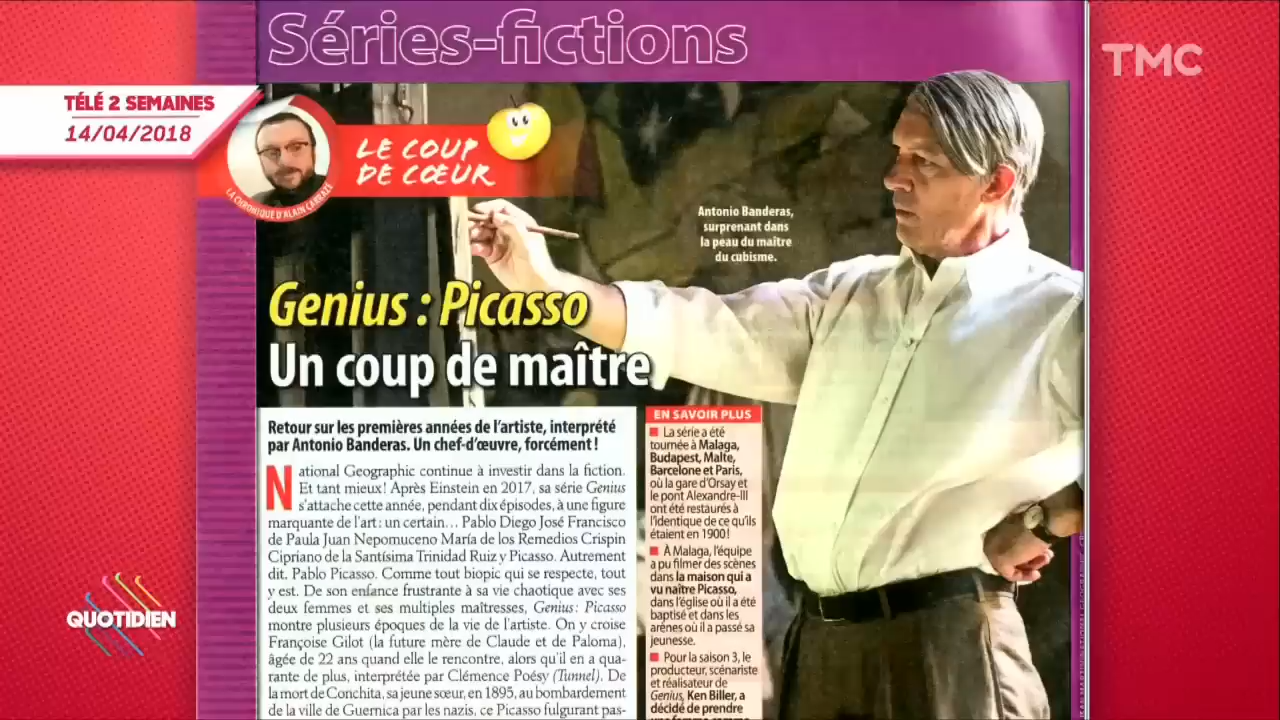 Séries-fictions
TMC
TÉLÉ 2 SEMAINES
14/04/2018
LE COUP
DE CŒUR
LA CHRONIQUE D'ALAIN CARRAZÉ
Antonio Banderas,
surprenant dans
la peau du maître
du cubisme.
Genius : Picasso
Un coup de maître
Retour sur les premières années de l'artiste, interprété
par Antonio Banderas. Un chef-d'œuvre, forcément !
National Geographic continue à investir dans la fiction.
Et tant mieux! Après Einstein en 2017, sa série Genius
s'attache cette année, pendant dix épisodes, à une figure
marquante de l'art: un certain… Pablo Diego José Francisco
de Paula Juan Nepomuceno María de los Remedios Crispin
Cipriano de la Santísima Trinidad Ruiz y Picasso. Autrement
dit. Pablo Picasso. Comme tout biopic qui se respecte, tout
y est. De son enfance frustrante à sa vie chaotique avec ses
deux femmes et ses multiples maîtresses, Genius: Picasso
montre plusieurs époques de la vie de l'artiste. On y croise
Françoise Gilot (la future mère de Claude et de Paloma),
âgée de 22 ans quand elle le rencontre, alors qu'il en a qua-
rante de plus, interprétée par Clémence Poésy (Tunnel). De
la mort de Conchita, sa jeune sœur, en 1895, au bombardement
de la ville de Guernica par les nazis, ce Picasso fulgurant pas-
EN SAVOIR PLUS
La série a été
tournée à Malaga,
Budapest, Malte,
Barcelone et Paris,
où la gare d'Orsay et
le pont Alexandre-III
ont été restaurés à
l'identique de ce qu'ils
étaient en 1900!
À Malaga, l'équipe
a pu filmer des scènes
dans la maison qui a
vu naître Picasso,
dans l'église où il a été
baptisé et dans les
arènes où il a passé sa
jeunesse.
Pour la saison 3, le
producteur, scénariste
et réalisateur de
Genius, Ken Biller, a
décidé de prendre
QUOTIDIEN